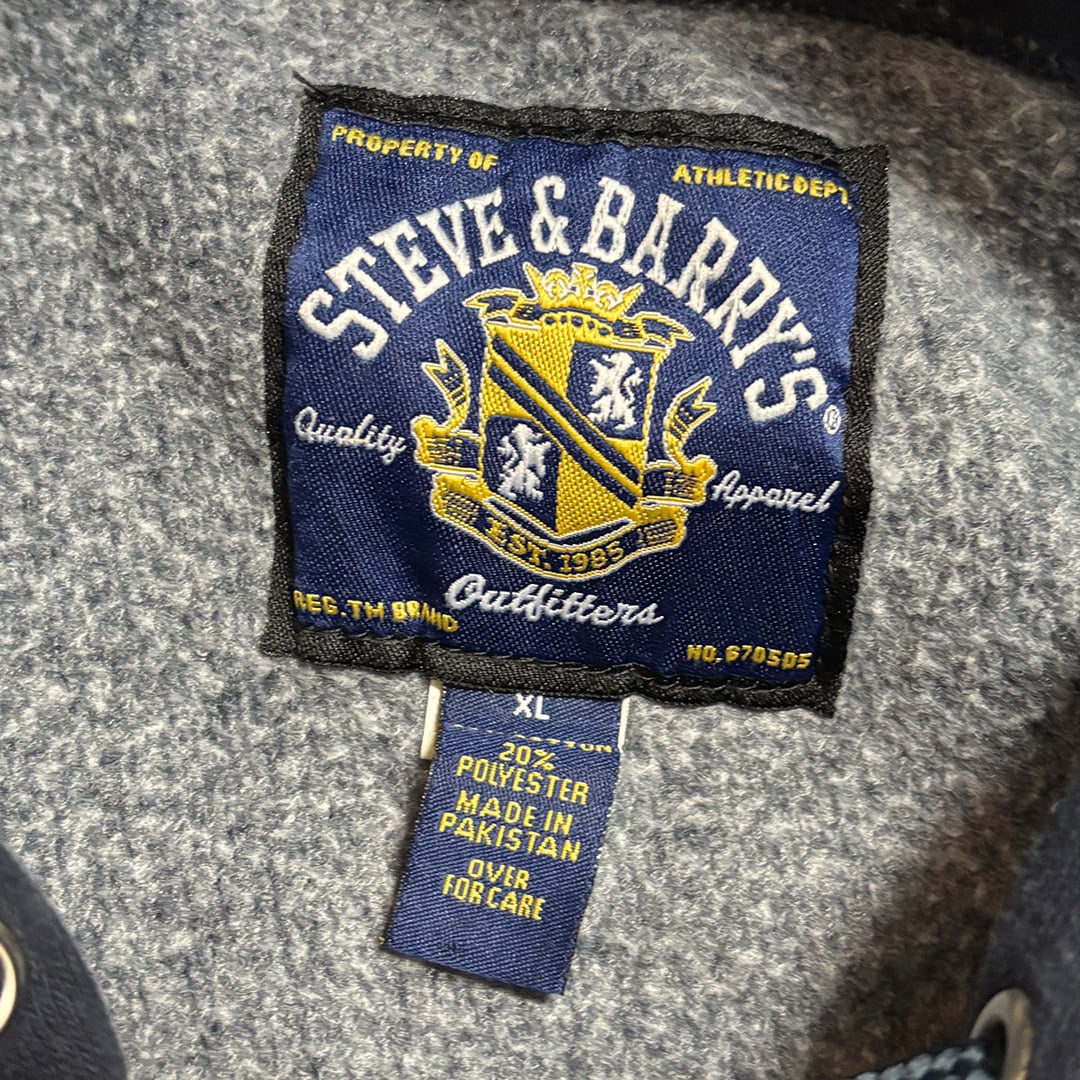 PROPERTY OF
ATHLETIC DEPT.
STEVE & BARRY'S®
Quality
Apparel
EST. 1985
Outfitters
REG. TM BRAND
NO. 670505
XL
20%
POLYESTER
MADE IN
PAKISTAN
OVER
FOR CARE